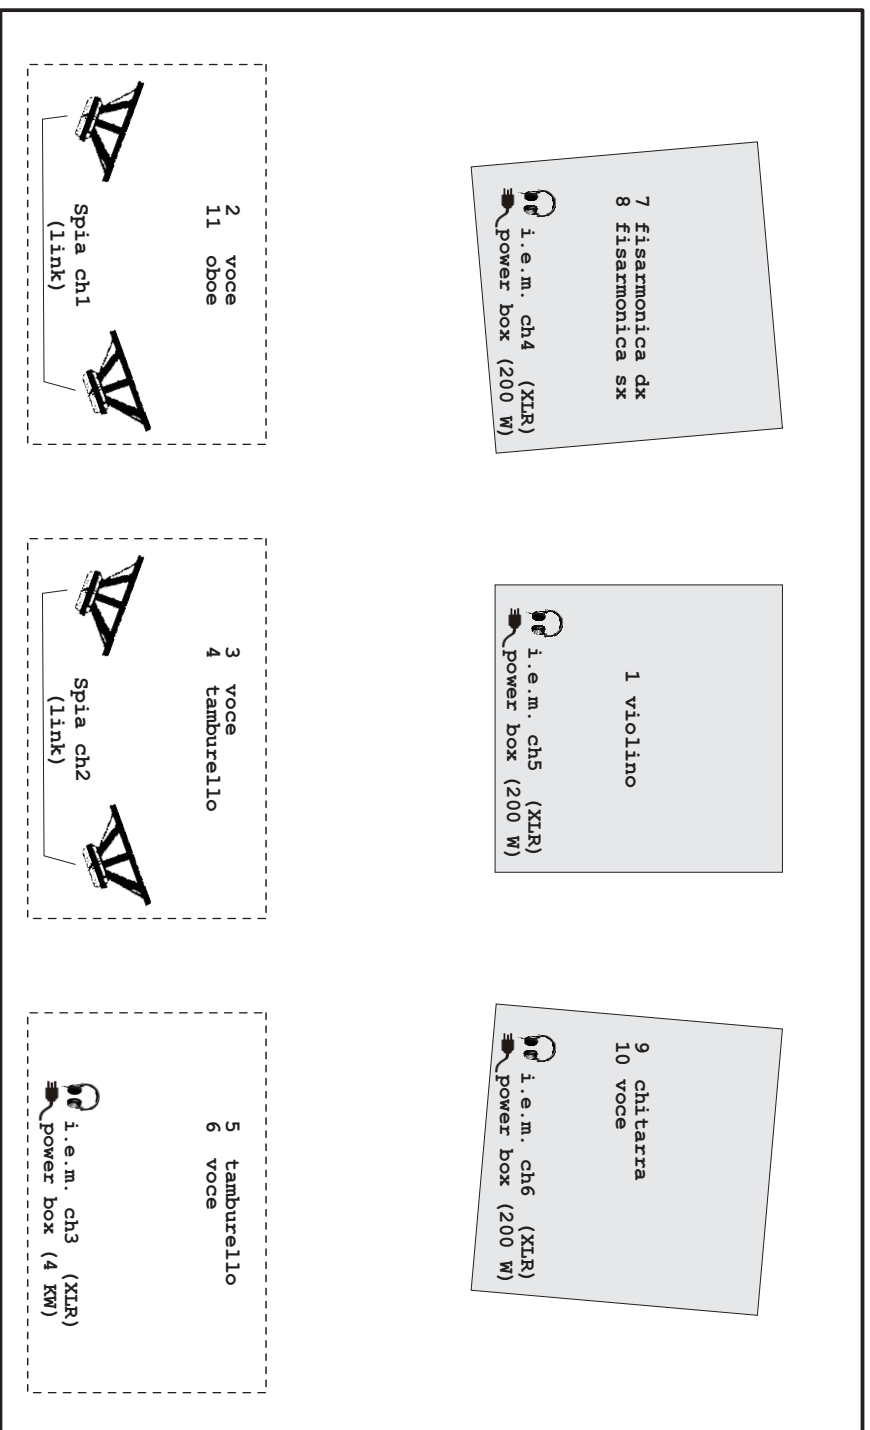 7 fisarmonica dx
8 fisarmonica sx
i.e.m. ch4 (XLR)
power box (200 W)
1 violino
i.e.m. ch5 (XLR)
power box (200 W)
9 chitarra
10 voce
i.e.m. ch6 (XLR)
power box (200 W)
2 voce
11 oboe
Spia ch1
(link)
3 voce
4 tamburello
Spia ch2
(link)
5 tamburello
6 voce
i.e.m. ch3 (XLR)
power box (4 KW)